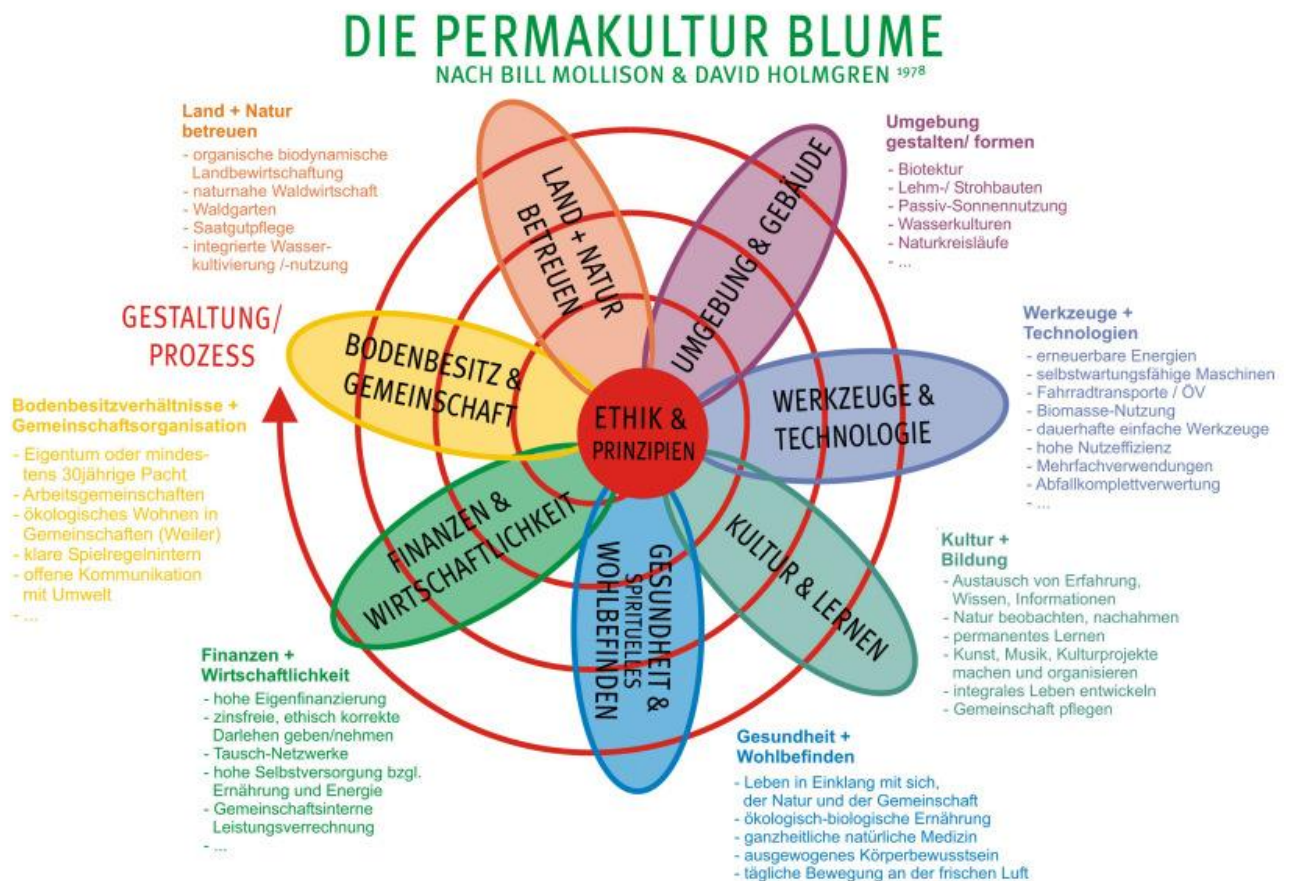 DIE PERMAKULTUR BLUME
NACH BILL MOLLISON & DAVID HOLMGREN 1978
Land + Natur
betreuen
- organische biodynamische
Landbewirtschaftung
- naturnahe Waldwirtschaft
- Waldgarten
- Saatgutpflege
- integrierte Wasser-
kultivierung /-nutzung)
Umgebung
gestalten/ formen
- Biotektur
- Lehm-/ Strohbauten
- Passiv-Sonnennutzung
- Wasserkulturen
- Naturkreisläufe
- ...
LAND + NATUR
BETREUEN
UMGEBUNG & GEBÄUDE
GESTALTUNG/
PROZESS
BODENBESITZ &
GEMEINSCHAFT
ETHIK &
PRINZIPIEN
WERKZEUGE &
TECHNOLOGIE
Werkzeuge +
Technologien
- erneuerbare Energien
- selbstwartungsfähige Maschinen
- Fahrradtransporte / ÖV
- Biomasse-Nutzung
- dauerhafte einfache Werkzeuge
- hohe Nutzeffizienz
- Mehrfachverwendungen
- Abfallkomplettverwertung
- ...
Bodenbesitzverhältnisse +
Gemeinschaftsorganisation
- Eigentum oder mindes-
tens 30jährige Pacht
- Arbeitsgemeinschaften
- ökologisches Wohnen in
Gemeinschaften (Weiler)
- klare Spielregelnintern
- offene Kommunikation
mit Umwelt
- ...
FINANZEN &
WIRTSCHAFTLICHKEIT
GESUNDHEIT &
SPIRITUELLES
WOHLBEFINDEN
KULTUR & LERNEN
Kultur +
Bildung
- Austausch von Erfahrung,
Wissen, Informationen
- Natur beobachten, nachahmen
- permanentes Lernen
- Kunst, Musik, Kulturprojekte
machen und organisieren
- integrales Leben entwickeln
- Gemeinschaft pflegen
Finanzen +
Wirtschaftlichkeit
- hohe Eigenfinanzierung
- zinsfreie, ethisch korrekte
Darlehen geben/nehmen
- Tausch-Netzwerke
- hohe Selbstversorgung bzgl.
Ernährung und Energie
- Gemeinschaftsinterne
Leistungsverrechnung
- ...
Gesundheit +
Wohlbefinden
- Leben in Einklang mit sich,
der Natur und der Gemeinschaft
- ökologisch-biologische Ernährung
- ganzheitliche natürliche Medizin
- ausgewogenes Körperbewusstsein
- tägliche Bewegung an der frischen Luft